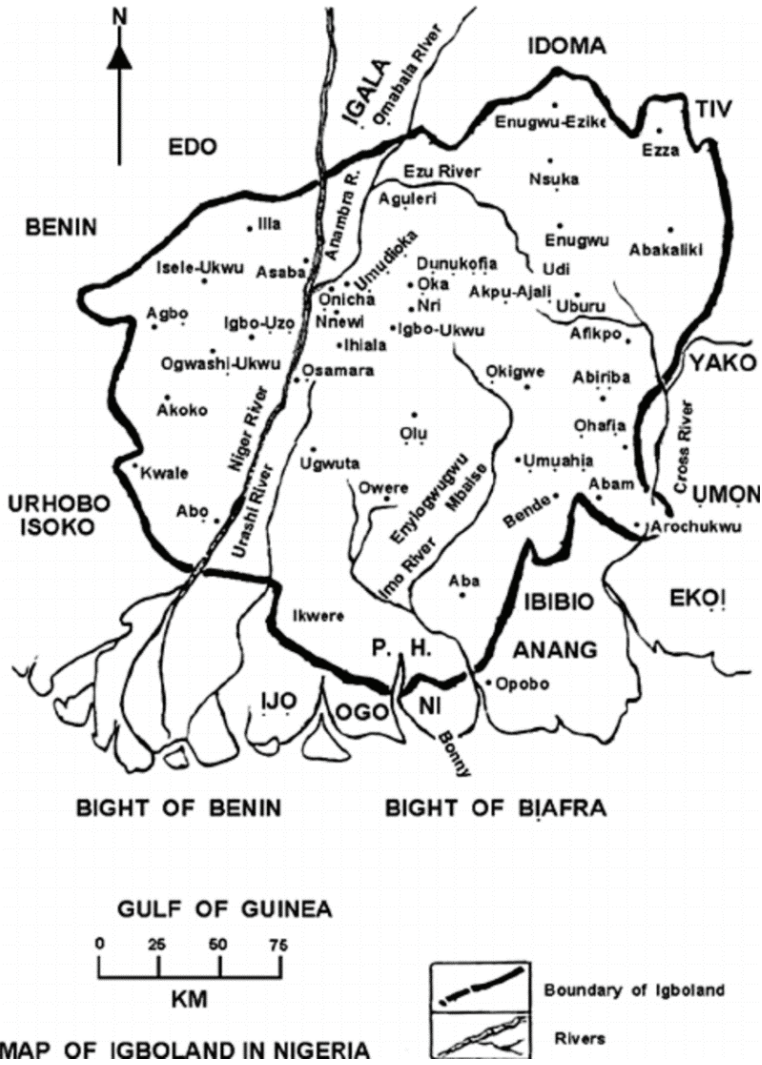 N
IDOMA
IGALA
Omabala River
TIV
Enugwu-Ezike
EDO
Ezza
Ezu River
Nsuka
Anambra R.
Aguleri
BENIN
Illa
Enugwu
Abakaliki
Isele-Ukwu
Asaba
Umudioka
Dunukofia
Udi
Onicha
Oka
Akpu-Ajali
Uburu
Agbo
Igbo-Uzo
Nnewi
Nri
Igbo-Ukwu
Afikpo
Ihiala
Ogwashi-Ukwu
Osamara
Okigwe
YAKO
Abiriba
Akoko
Niger River
Olu
Ohafia
Cross River
Kwale
Ugwuta
Umuahia
Owere
Enyiogwugwu
Mbaise
Abam
UMON
URHOBO
ISOKO
Abo
Urashi River
Bende
Arochukwu
Imo River
Aba
IBIBIO
EKOI
Ikwere
P. H.
ANANG
Opobo
IJO
OGO
NI
Bonny
BIGHT OF BENIN
BIGHT OF BIAFRA
GULF OF GUINEA
0 25 50 75
KM
Boundary of Igboland
Rivers
MAP OF IGBOLAND IN NIGERIA